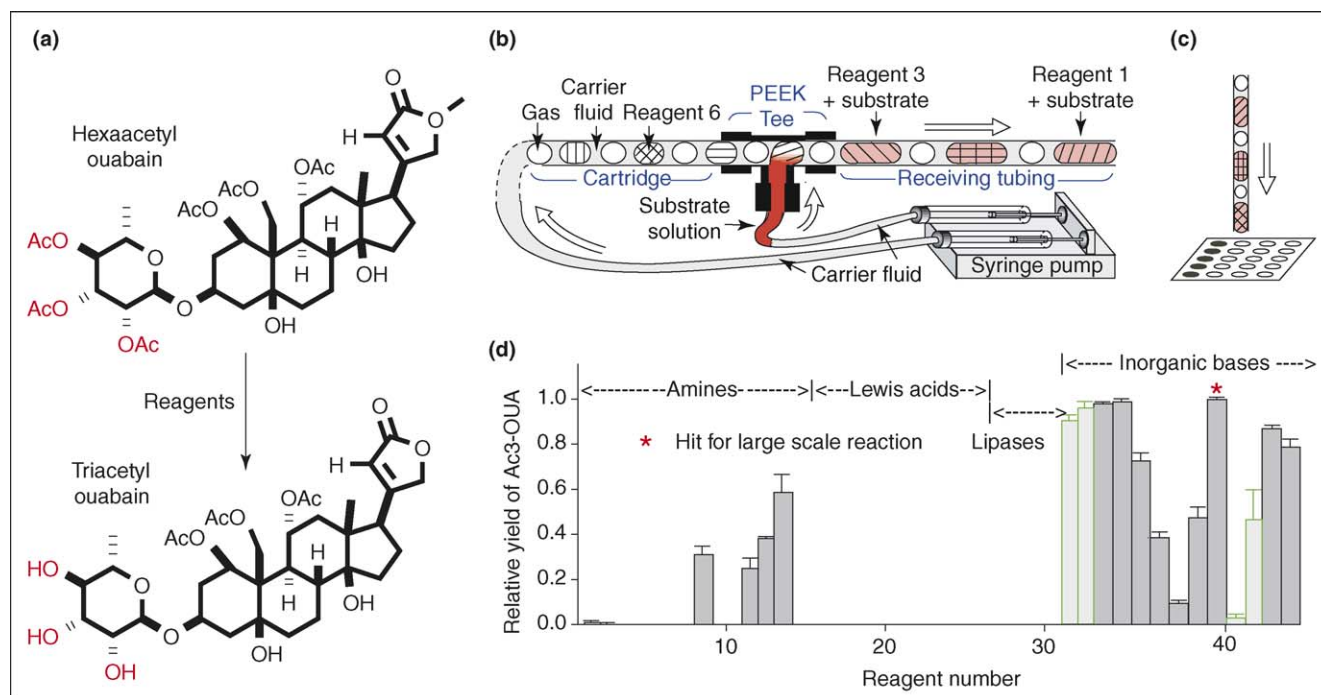 (a)
Hexaacetyl
ouabain
O
O
H
OAc
AcO
AcO
H
H
H
OH
AcO
O
AcO
O
OH
OAc
Reagents
Triacetyl
ouabain
O
O
H
OAc
AcO
AcO
H
H
H
OH
HO
O
HO
O
OH
OH
(b)
Gas
Carrier
fluid
Reagent 6
PEEK
Tee
Reagent 3
+ substrate
Reagent 1
+ substrate
Cartridge
Receiving tubing
Substrate
solution
Carrier fluid
Syringe pump
(c)
(d)
Relative yield of Ac3-OUA
1.0
0.8
0.6
0.4
0.2
0.0
Amines
Lewis acids
Lipases
Inorganic bases
*
* Hit for large scale reaction
10
20
30
40
Reagent number